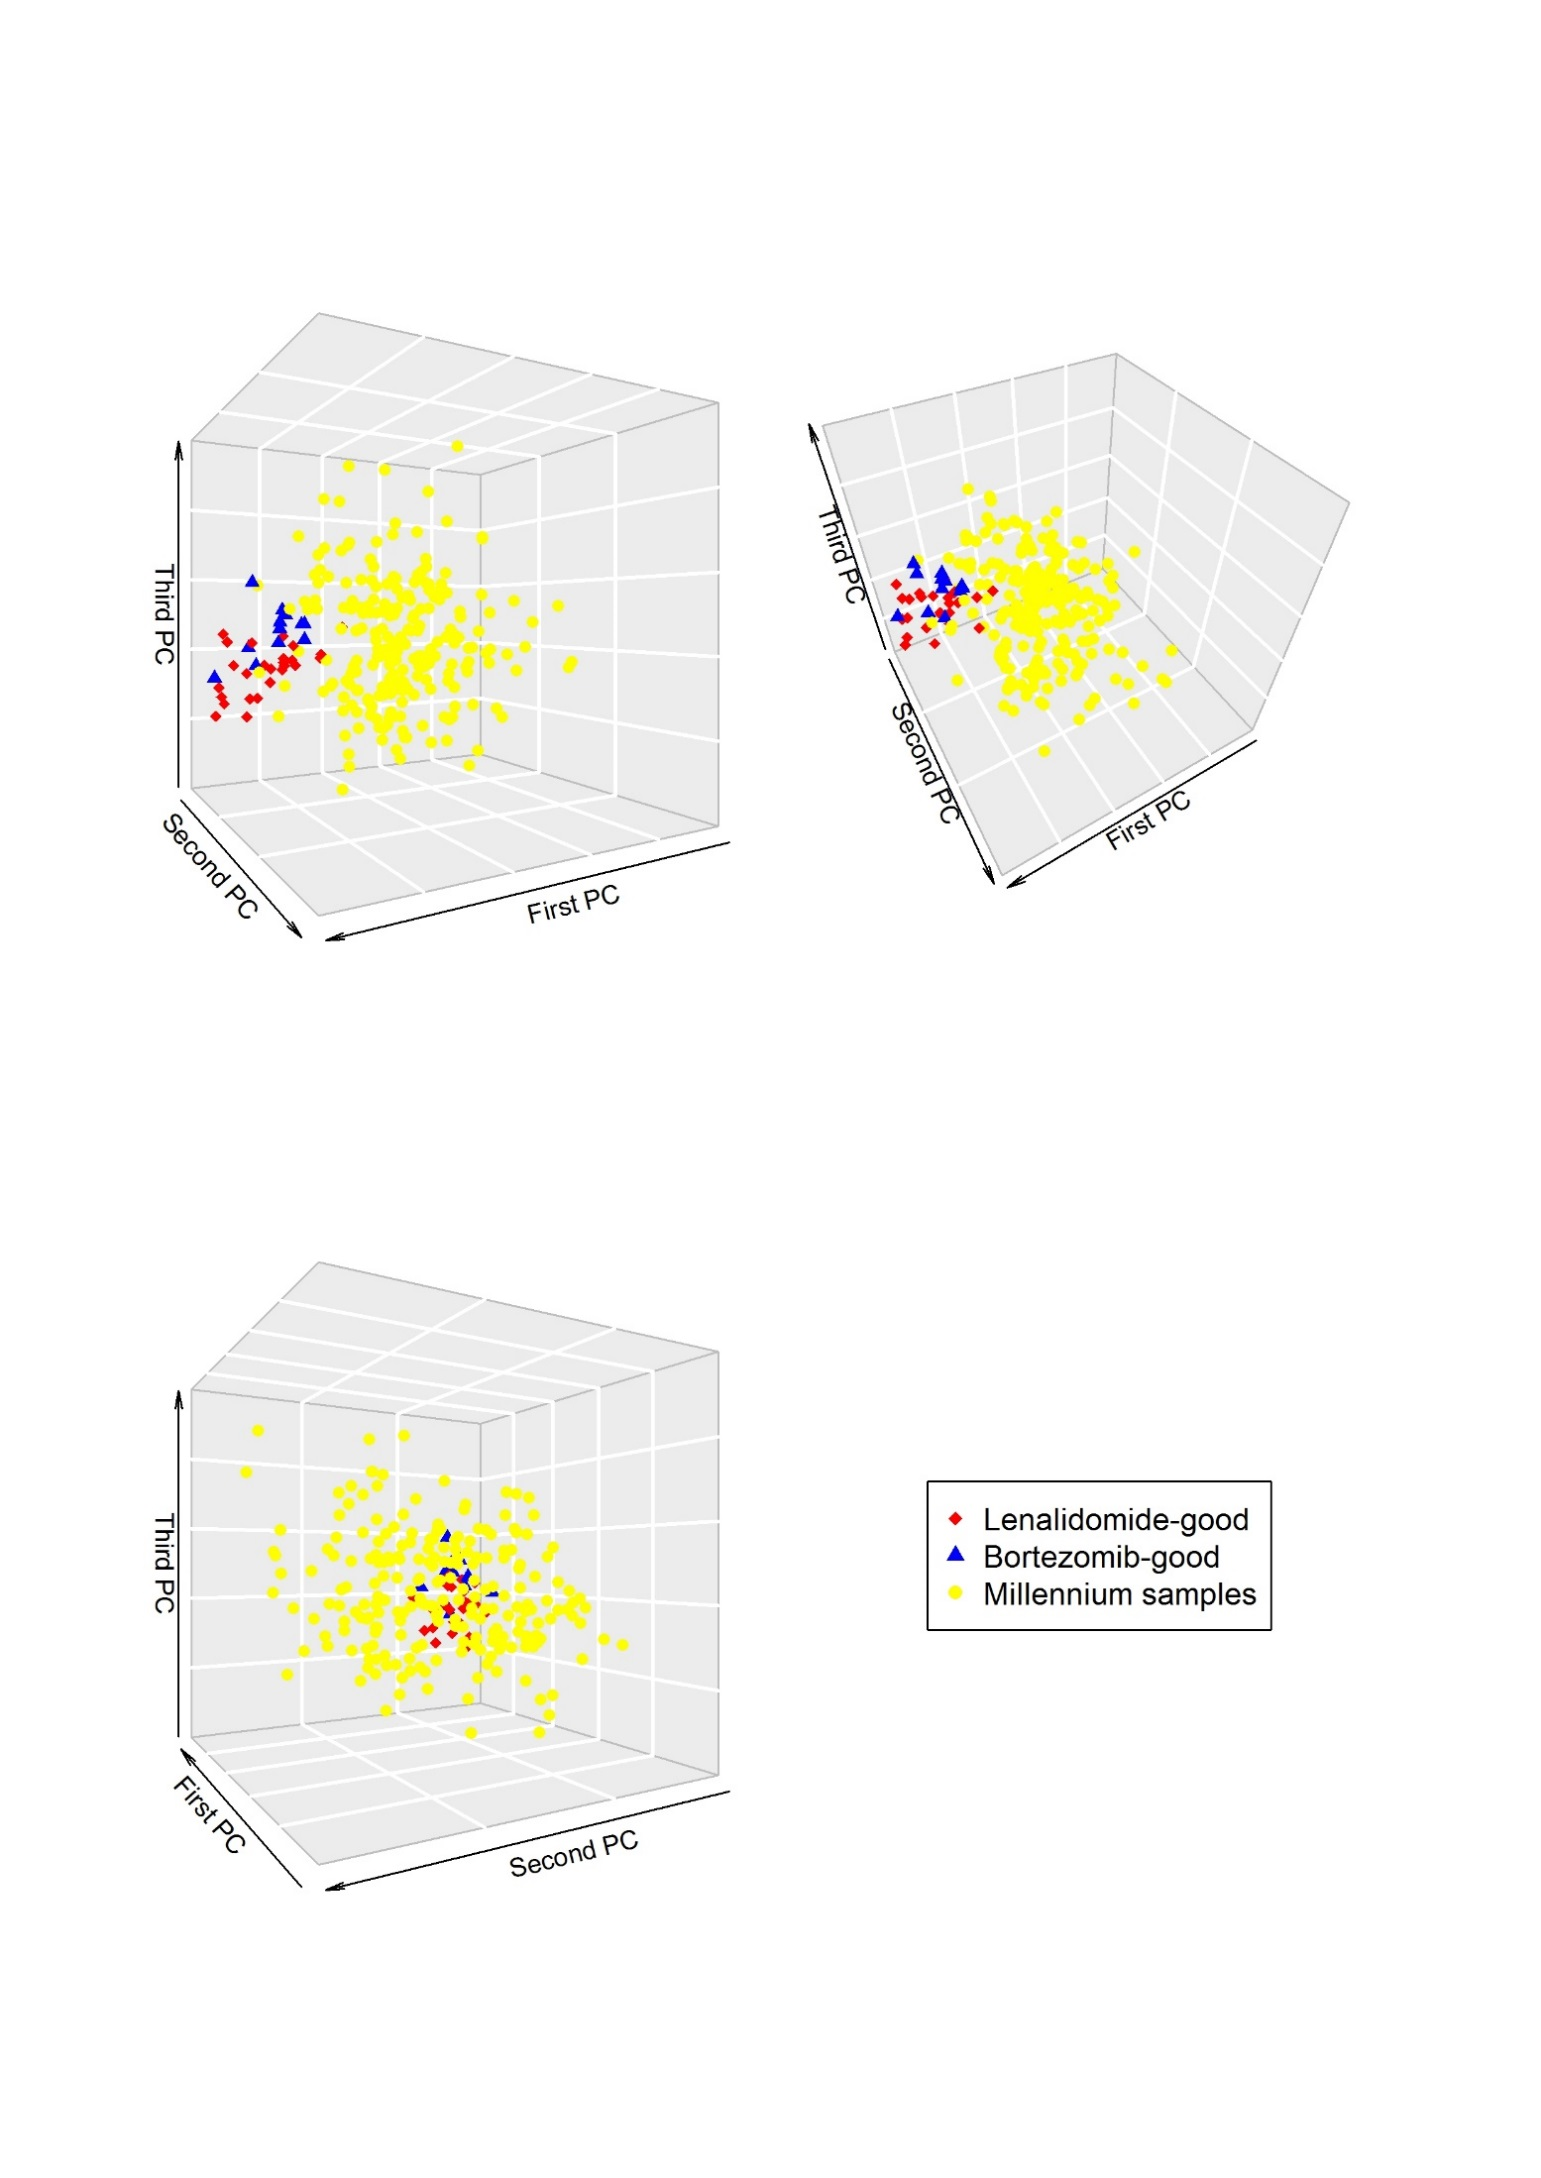 Third PC
Second PC
First PC
Third PC
Second PC
First PC
Third PC
First PC
Second PC
Lenalidomide-good
Bortezomib-good
Millennium samples